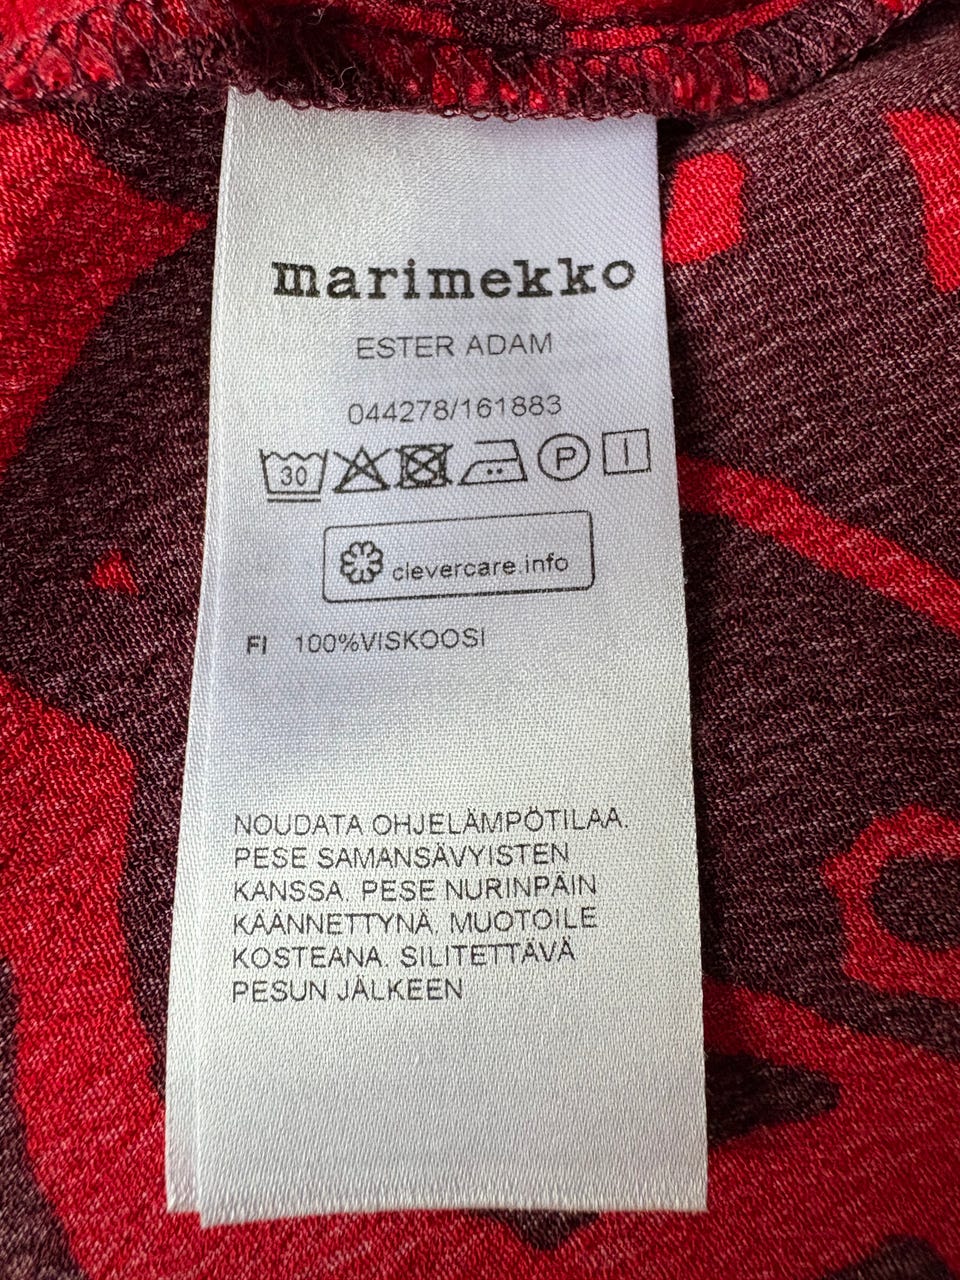 marimekko
ESTER ADAM
044278/161883
30 P
clevercare.info
FI 100%VISKOOSI
NOUDATA OHJELÄMPÖTILAA.
PESE SAMANSÄVYISTEN
KANSSA. PESE NURINPÄIN
KÄÄNNETTYNÄ. MUOTOILE
KOSTEANA. SILITETTÄVÄ
PESUN JÄLKEEN